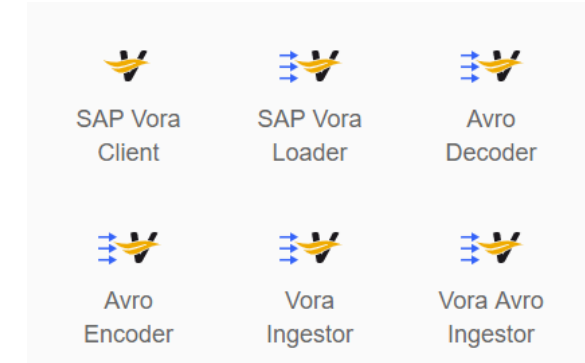 SAP Vora
Client
SAP Vora
Loader
Avro
Decoder
Avro
Encoder
Vora
Ingestor
Vora Avro
Ingestor